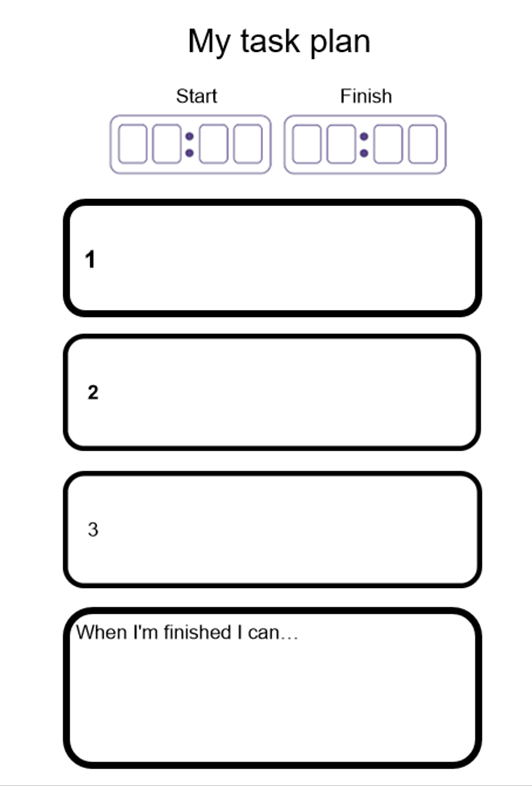 My task plan
Start Finish
1
2
3
When I'm finished I can…